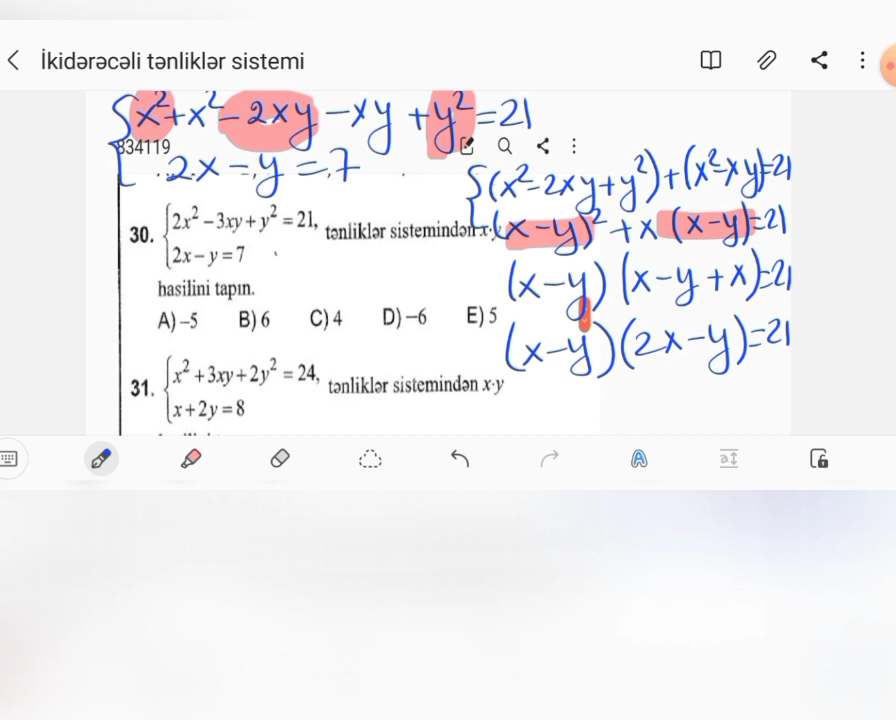 İkidərəcəli tənliklər sistemi
x²+x²-2xy-xy+y²=21
834119
2x-y=7
(x²-2xy+y²)+(x²-xy)=21
30. {2x²-3xy+y²=21, tənliklər sistemindən x·
(x-y)²+x(x-y)=21
2x-y=7
hasilini tapın.
(x-y)(x-y+x)=21
A)-5 B)6 C)4 D)-6 E)5
(x-y)(2x-y)=21
31. {x²+3xy+2y²=24, tənliklər sistemindən x·y
x+2y=8